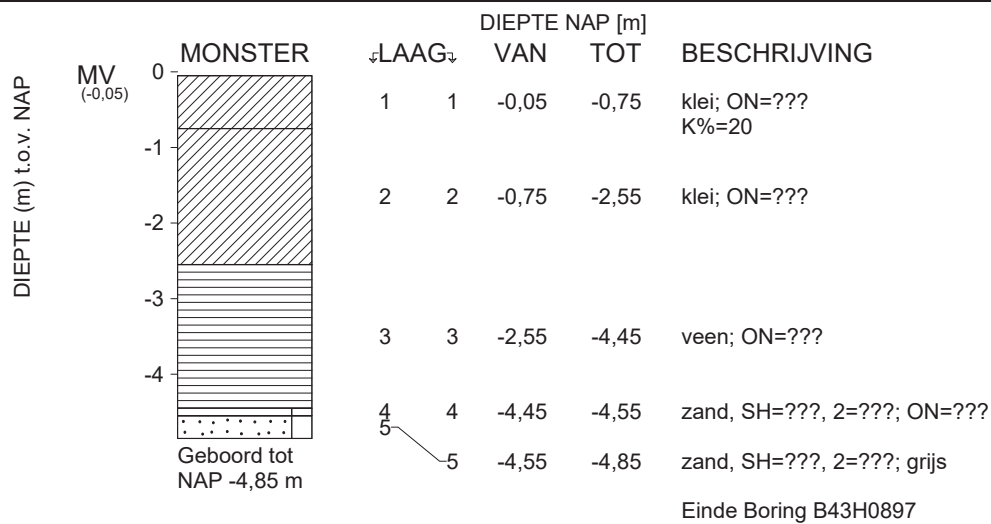 DIEPTE NAP [m]
MONSTER LAAG VAN TOT BESCHRIJVING
DIEPTE (m) t.o.v. NAP
MV
(-0,05)
0
-1
-2
-3
-4
1 1 -0,05 -0,75 klei; ON=???
K%=20
2 2 -0,75 -2,55 klei; ON=???
3 3 -2,55 -4,45 veen; ON=???
4 4 -4,45 -4,55 zand, SH=???, 2=???; ON=???
5 5 -4,55 -4,85 zand, SH=???, 2=???; grijs
Geboord tot
NAP -4,85 m
Einde Boring B43H0897